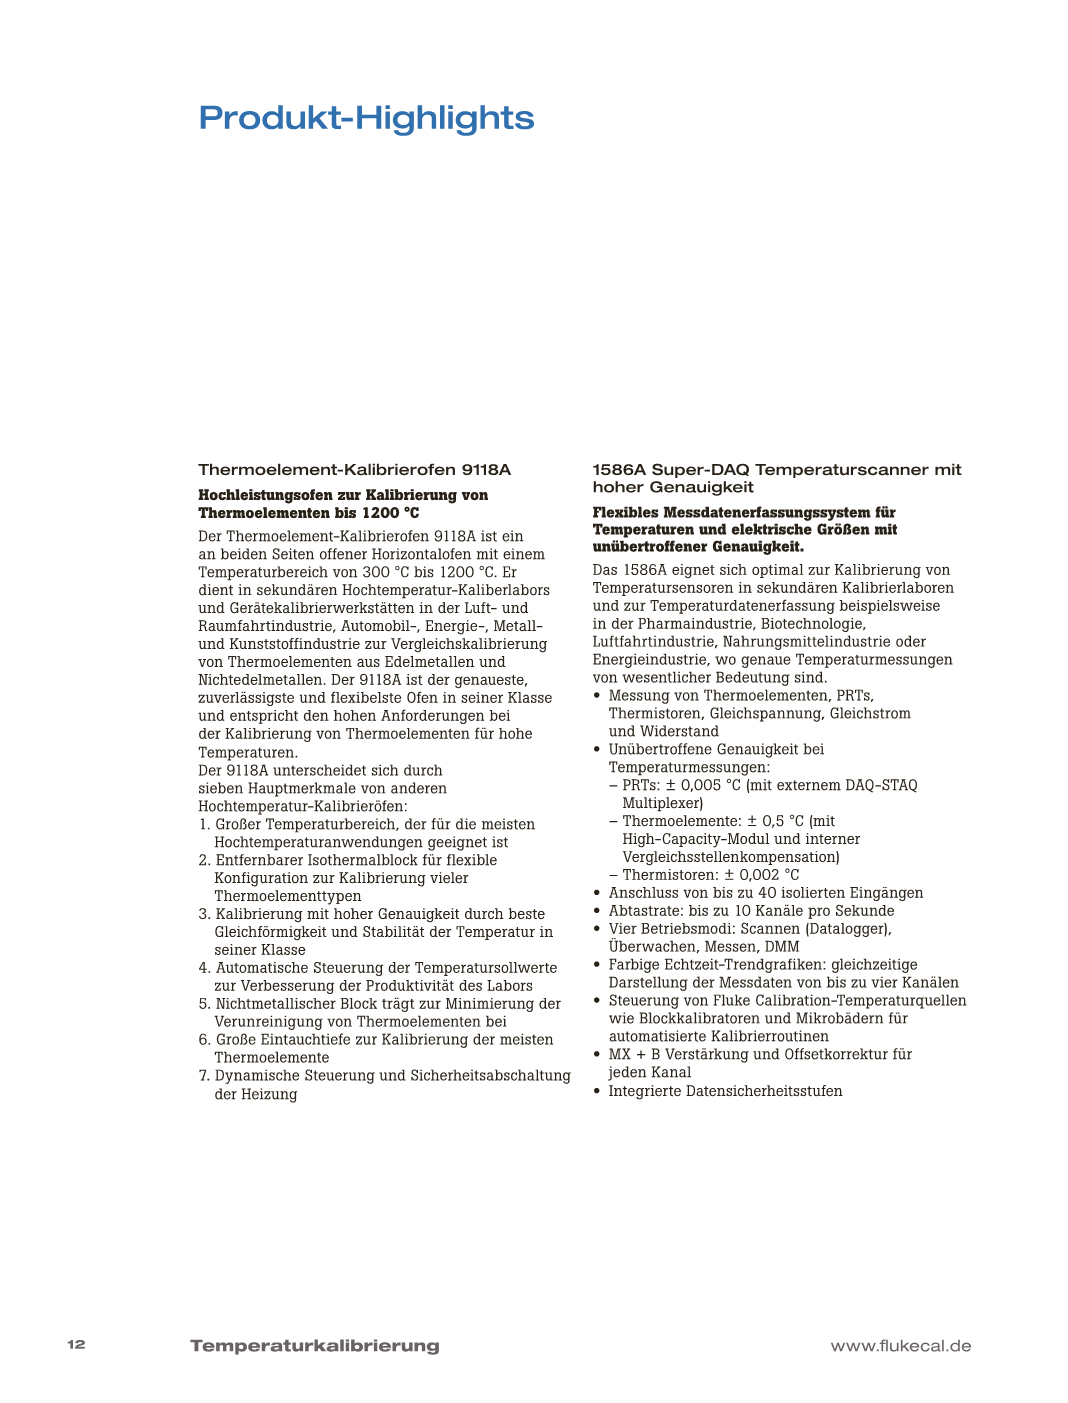 Produkt-Highlights
Thermoelement-Kalibrierofen 9118A
Hochleistungsofen zur Kalibrierung von
Thermoelementen bis 1200 °C
Der Thermoelement-Kalibrierofen 9118A ist ein
an beiden Seiten offener Horizontalofen mit einem
Temperaturbereich von 300 °C bis 1200 °C. Er
dient in sekundären Hochtemperatur-Kaliberlabors
und Gerätekalibrierwerkstätten in der Luft- und
Raumfahrtindustrie, Automobil-, Energie-, Metall-
und Kunststoffindustrie zur Vergleichskalibrierung
von Thermoelementen aus Edelmetallen und
Nichtedelmetallen. Der 9118A ist der genaueste,
zuverlässigste und flexibelste Ofen in seiner Klasse
und entspricht den hohen Anforderungen bei
der Kalibrierung von Thermoelementen für hohe
Temperaturen.
Der 9118A unterscheidet sich durch
sieben Hauptmerkmale von anderen
Hochtemperatur-Kalibrieröfen:
1. Großer Temperaturbereich, der für die meisten
Hochtemperaturanwendungen geeignet ist
2. Entfernbarer Isothermalblock für flexible
Konfiguration zur Kalibrierung vieler
Thermoelementtypen
3. Kalibrierung mit hoher Genauigkeit durch beste
Gleichförmigkeit und Stabilität der Temperatur in
seiner Klasse
4. Automatische Steuerung der Temperatursollwerte
zur Verbesserung der Produktivität des Labors
5. Nichtmetallischer Block trägt zur Minimierung der
Verunreinigung von Thermoelementen bei
6. Große Eintauchtiefe zur Kalibrierung der meisten
Thermoelemente
7. Dynamische Steuerung und Sicherheitsabschaltung
der Heizung
1586A Super-DAQ Temperaturscanner mit
hoher Genauigkeit
Flexibles Messdatenerfassungssystem für
Temperaturen und elektrische Größen mit
unübertroffener Genauigkeit.
Das 1586A eignet sich optimal zur Kalibrierung von
Temperatursensoren in sekundären Kalibrierlaboren
und zur Temperaturdatenerfassung beispielsweise
in der Pharmaindustrie, Biotechnologie,
Luftfahrtindustrie, Nahrungsmittelindustrie oder
Energieindustrie, wo genaue Temperaturmessungen
von wesentlicher Bedeutung sind.
• Messung von Thermoelementen, PRTs,
Thermistoren, Gleichspannung, Gleichstrom
und Widerstand
• Unübertroffene Genauigkeit bei
Temperaturmessungen:
– PRTs: ± 0,005 °C (mit externem DAQ-STAQ
Multiplexer)
– Thermoelemente: ± 0,5 °C (mit
High-Capacity-Modul und interner
Vergleichsstellenkompensation)
– Thermistoren: ± 0,002 °C
• Anschluss von bis zu 40 isolierten Eingängen
• Abtastrate: bis zu 10 Kanäle pro Sekunde
• Vier Betriebsmodi: Scannen (Datalogger),
Überwachen, Messen, DMM
• Farbige Echtzeit-Trendgrafiken: gleichzeitige
Darstellung der Messdaten von bis zu vier Kanälen
• Steuerung von Fluke Calibration-Temperaturquellen
wie Blockkalibratoren und Mikrobädern für
automatisierte Kalibrierroutinen
• MX + B Verstärkung und Offsetkorrektur für
jeden Kanal
• Integrierte Datensicherheitsstufen
12
Temperaturkalibrierung
www.flukecal.de